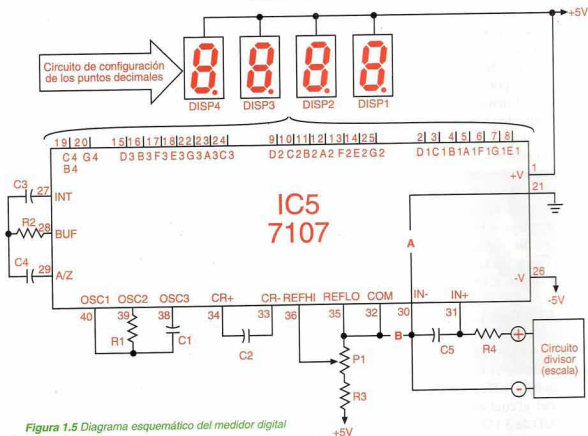 +5V
Circuito de configuración
de los puntos decimales
DISP4 DISP3 DISP2 DISP1
19 20 15 16 17 18 22 23 24 9 10 11 12 13 14 25 2 3 4 5 6 7 8
C4 G4 D3 B3 F3 E3 G3 A3 C3 D2 C2 B2 A2 F2 E2 G2 D1 C1 B1 A1 F1 G1 E1
B4
1
+V
21
C3
27
INT
IC5
7107
R2
28
BUF
A
C4
29
A/Z
-V
26
-5V
OSC1 OSC2 OSC3 CR+ CR- REFHI REFLO COM IN- IN+
40 39 38 34 33 36 35 32 30 31
R1 C1 C2 P1 B C5 R4
+
Circuito
divisor
(escala)
-
R3
+5V
Figura 1.5 Diagrama esquemático del medidor digital